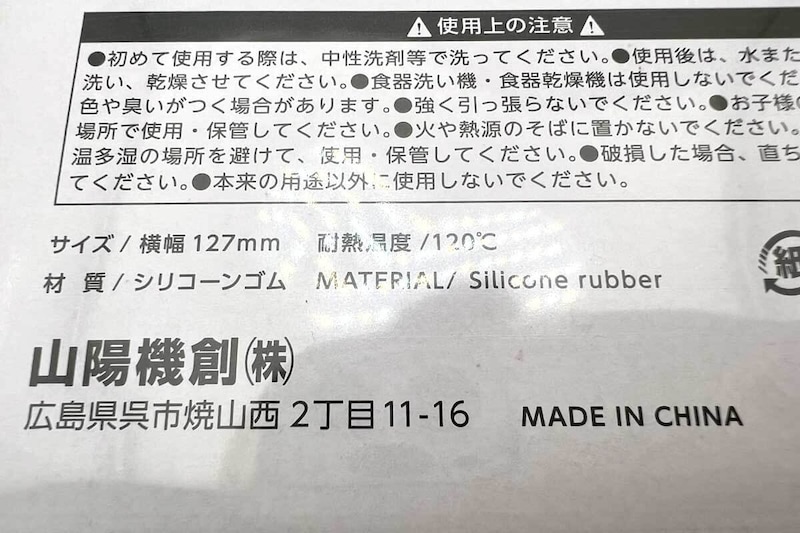 ⚠使用上の注意⚠
●初めて使用する際は、中性洗剤等で洗ってください。●使用後は、水また
洗い、乾燥させてください。●食器洗い機・食器乾燥機は使用しないでくだ
色や臭いがつく場合があります。●強く引っ張らないでください。●お子様の
場所で使用・保管してください。●火や熱源のそばに置かないでください。
温多湿の場所を避けて、使用・保管してください。●破損した場合、直ち
てください。●本来の用途以外に使用しないでください。
サイズ/横幅127mm 耐熱温度/120℃
材 質/シリコーンゴム MATERIAL/ Silicone rubber
紙
山陽機創㈱
広島県呉市焼山西2丁目11-16 MADE IN CHINA